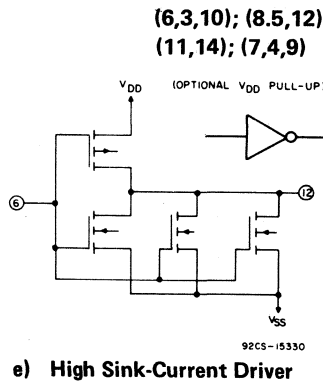 (6,3,10); (8.5,12)
(11,14); (7,4,9)
VDD (OPTIONAL VDD PULL-UP)
6
12
VSS
92CS-15330
e) High Sink-Current Driver